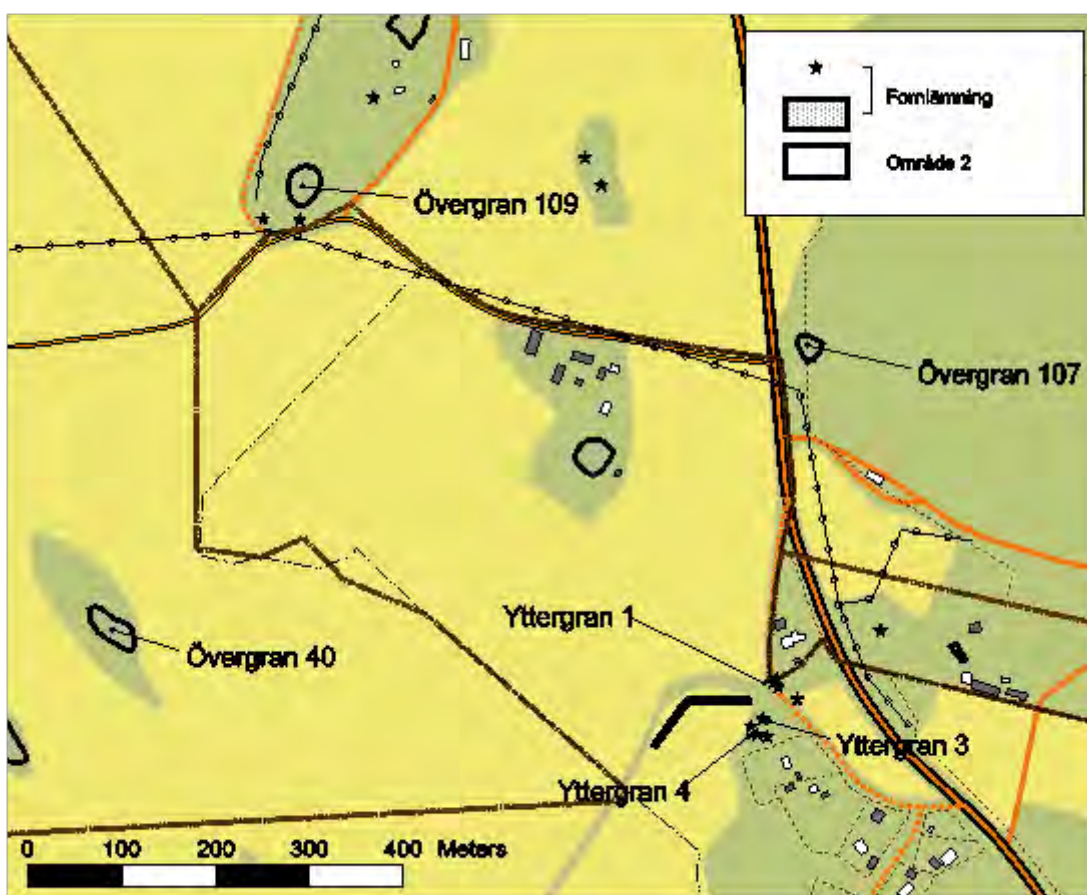 Fornlämning
Område 2
Övergran 109
Övergran 107
Yttergran 1
Övergran 40
Yttergran 3
Yttergran 4
0 100 200 300 400 Meters